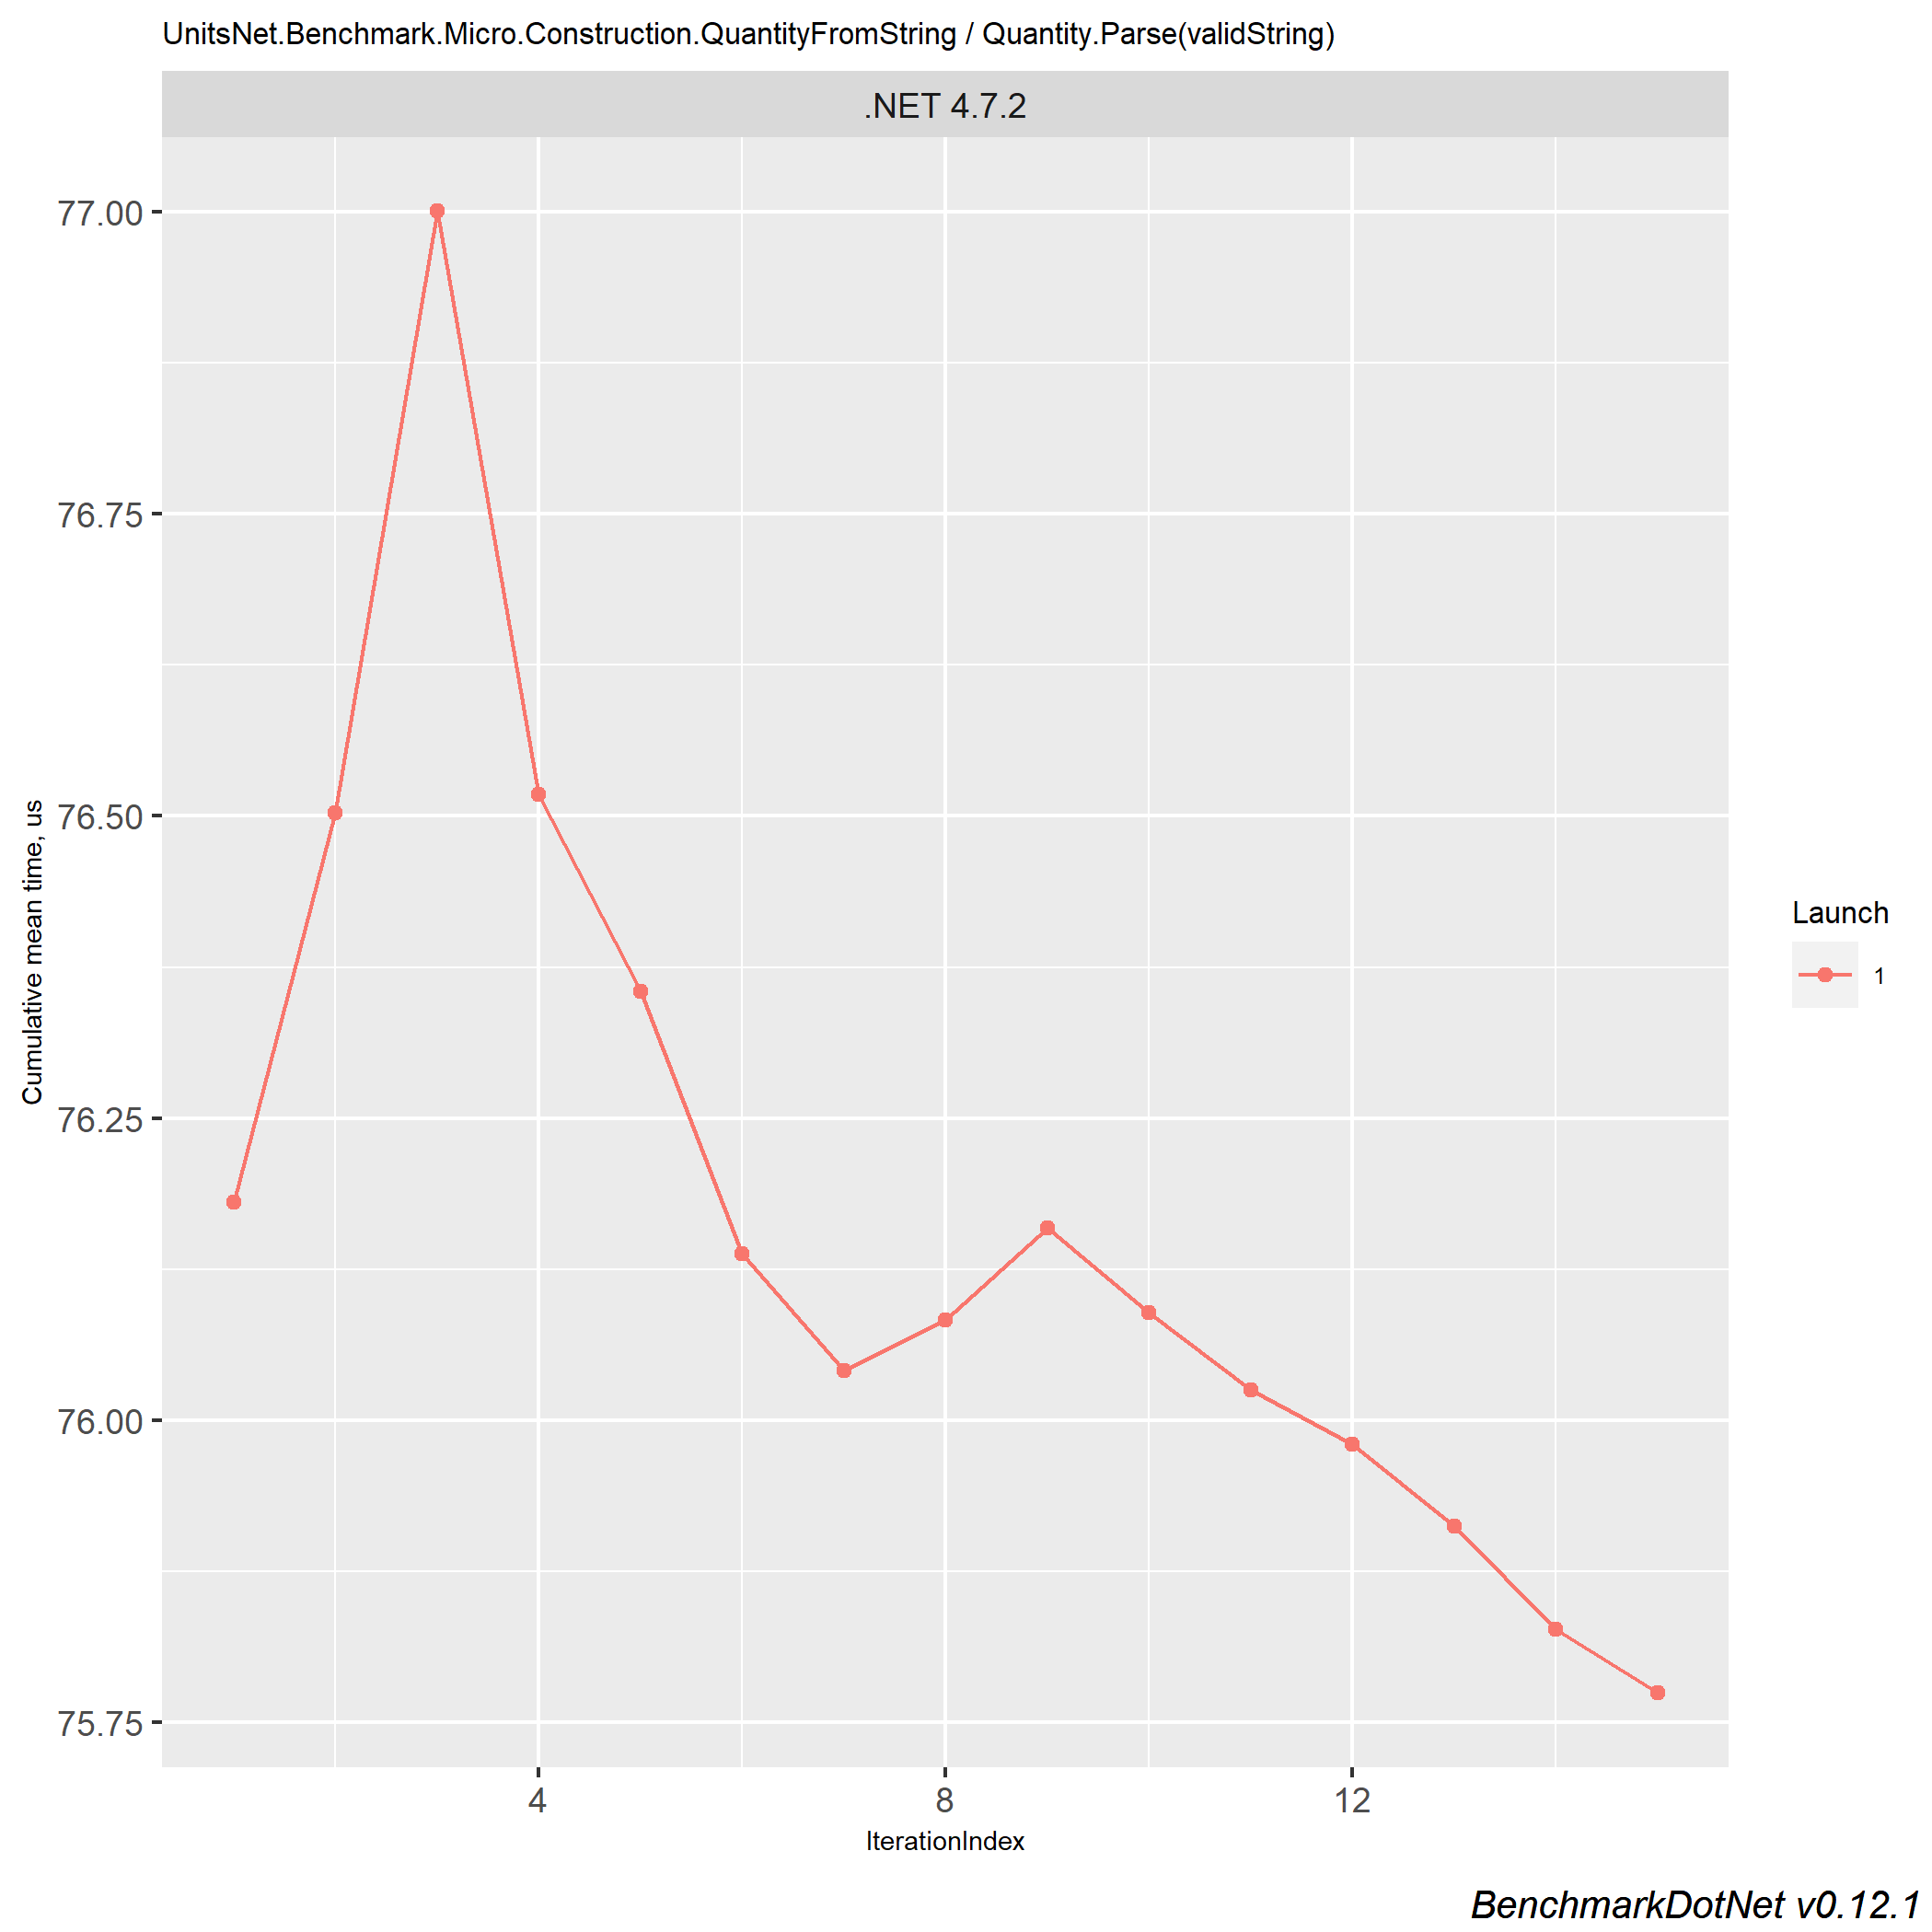 UnitsNet.Benchmark.Micro.Construction.QuantityFromString / Quantity.Parse(validString)
.NET 4.7.2
77.00
76.75
76.50
76.25
76.00
75.75
Cumulative mean time, us
4
8
12
IterationIndex
Launch
1
BenchmarkDotNet v0.12.1